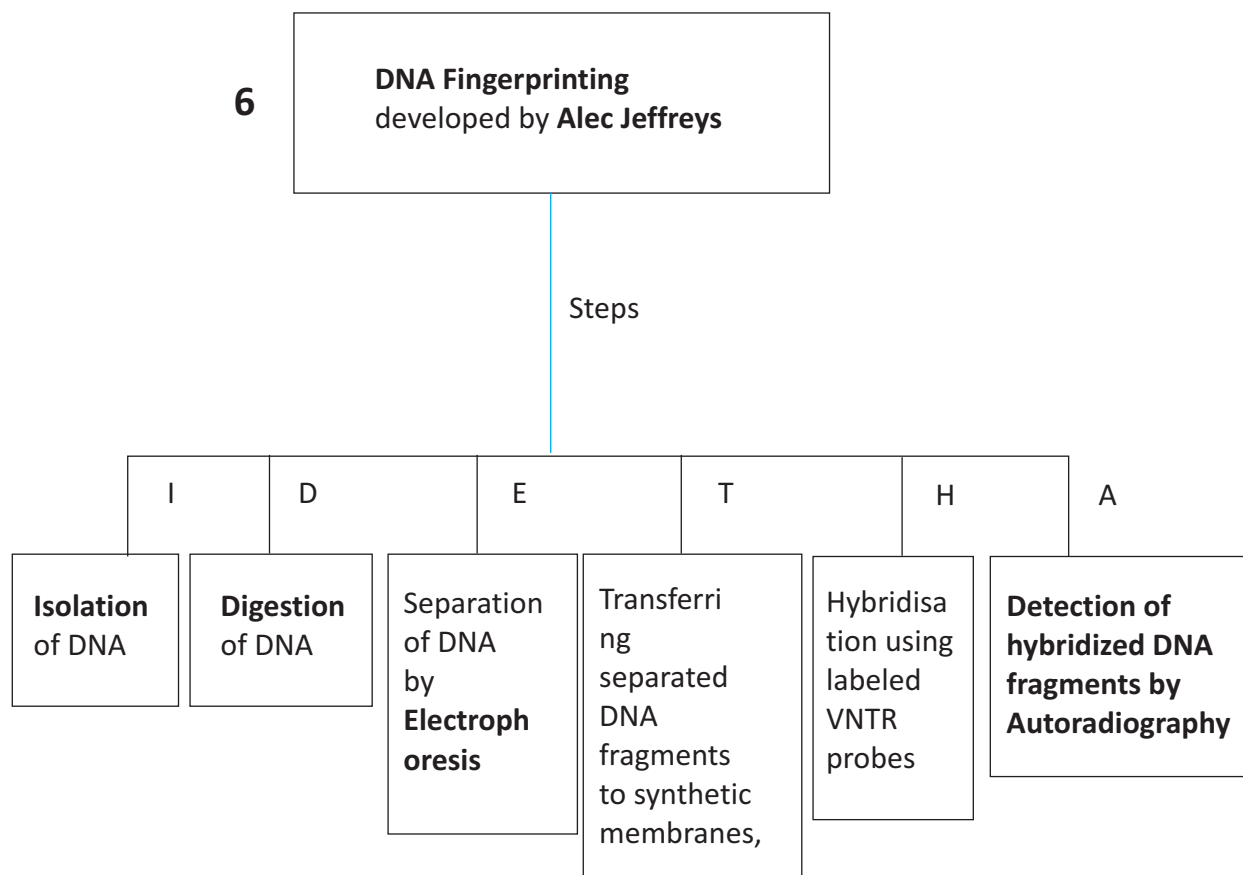 6
DNA Fingerprinting
developed by Alec Jeffreys
Steps
I
D
E
T
H
A
Isolation
of DNA
Digestion
of DNA
Separation
of DNA
by
Electroph
oresis
Transferri
ng
separated
DNA
fragments
to synthetic
membranes,
Hybridisa
tion using
labeled
VNTR
probes
Detection of
hybridized DNA
fragments by
Autoradiography